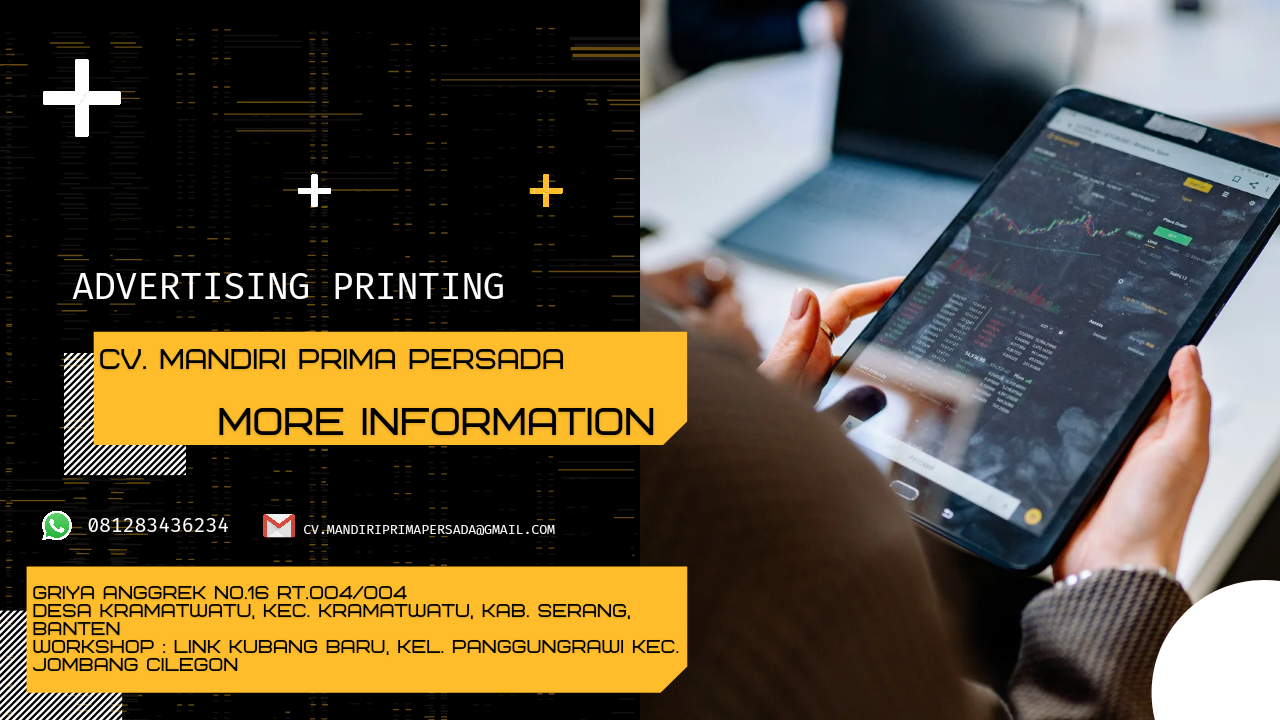 ADVERTISING PRINTING
CV. MANDIRI PRIMA PERSADA
MORE INFORMATION
081283436234
CV.MANDIRIPRIMAPERSADA@GMAIL.COM
GRIYA ANGGREK NO.16 RT.004/004
DESA KRAMATWATU, KEC. KRAMATWATU, KAB. SERANG,
BANTEN
WORKSHOP : LINK KUBANG BARU, KEL. PANGGUNGRAWI KEC.
JOMBANG CILEGON